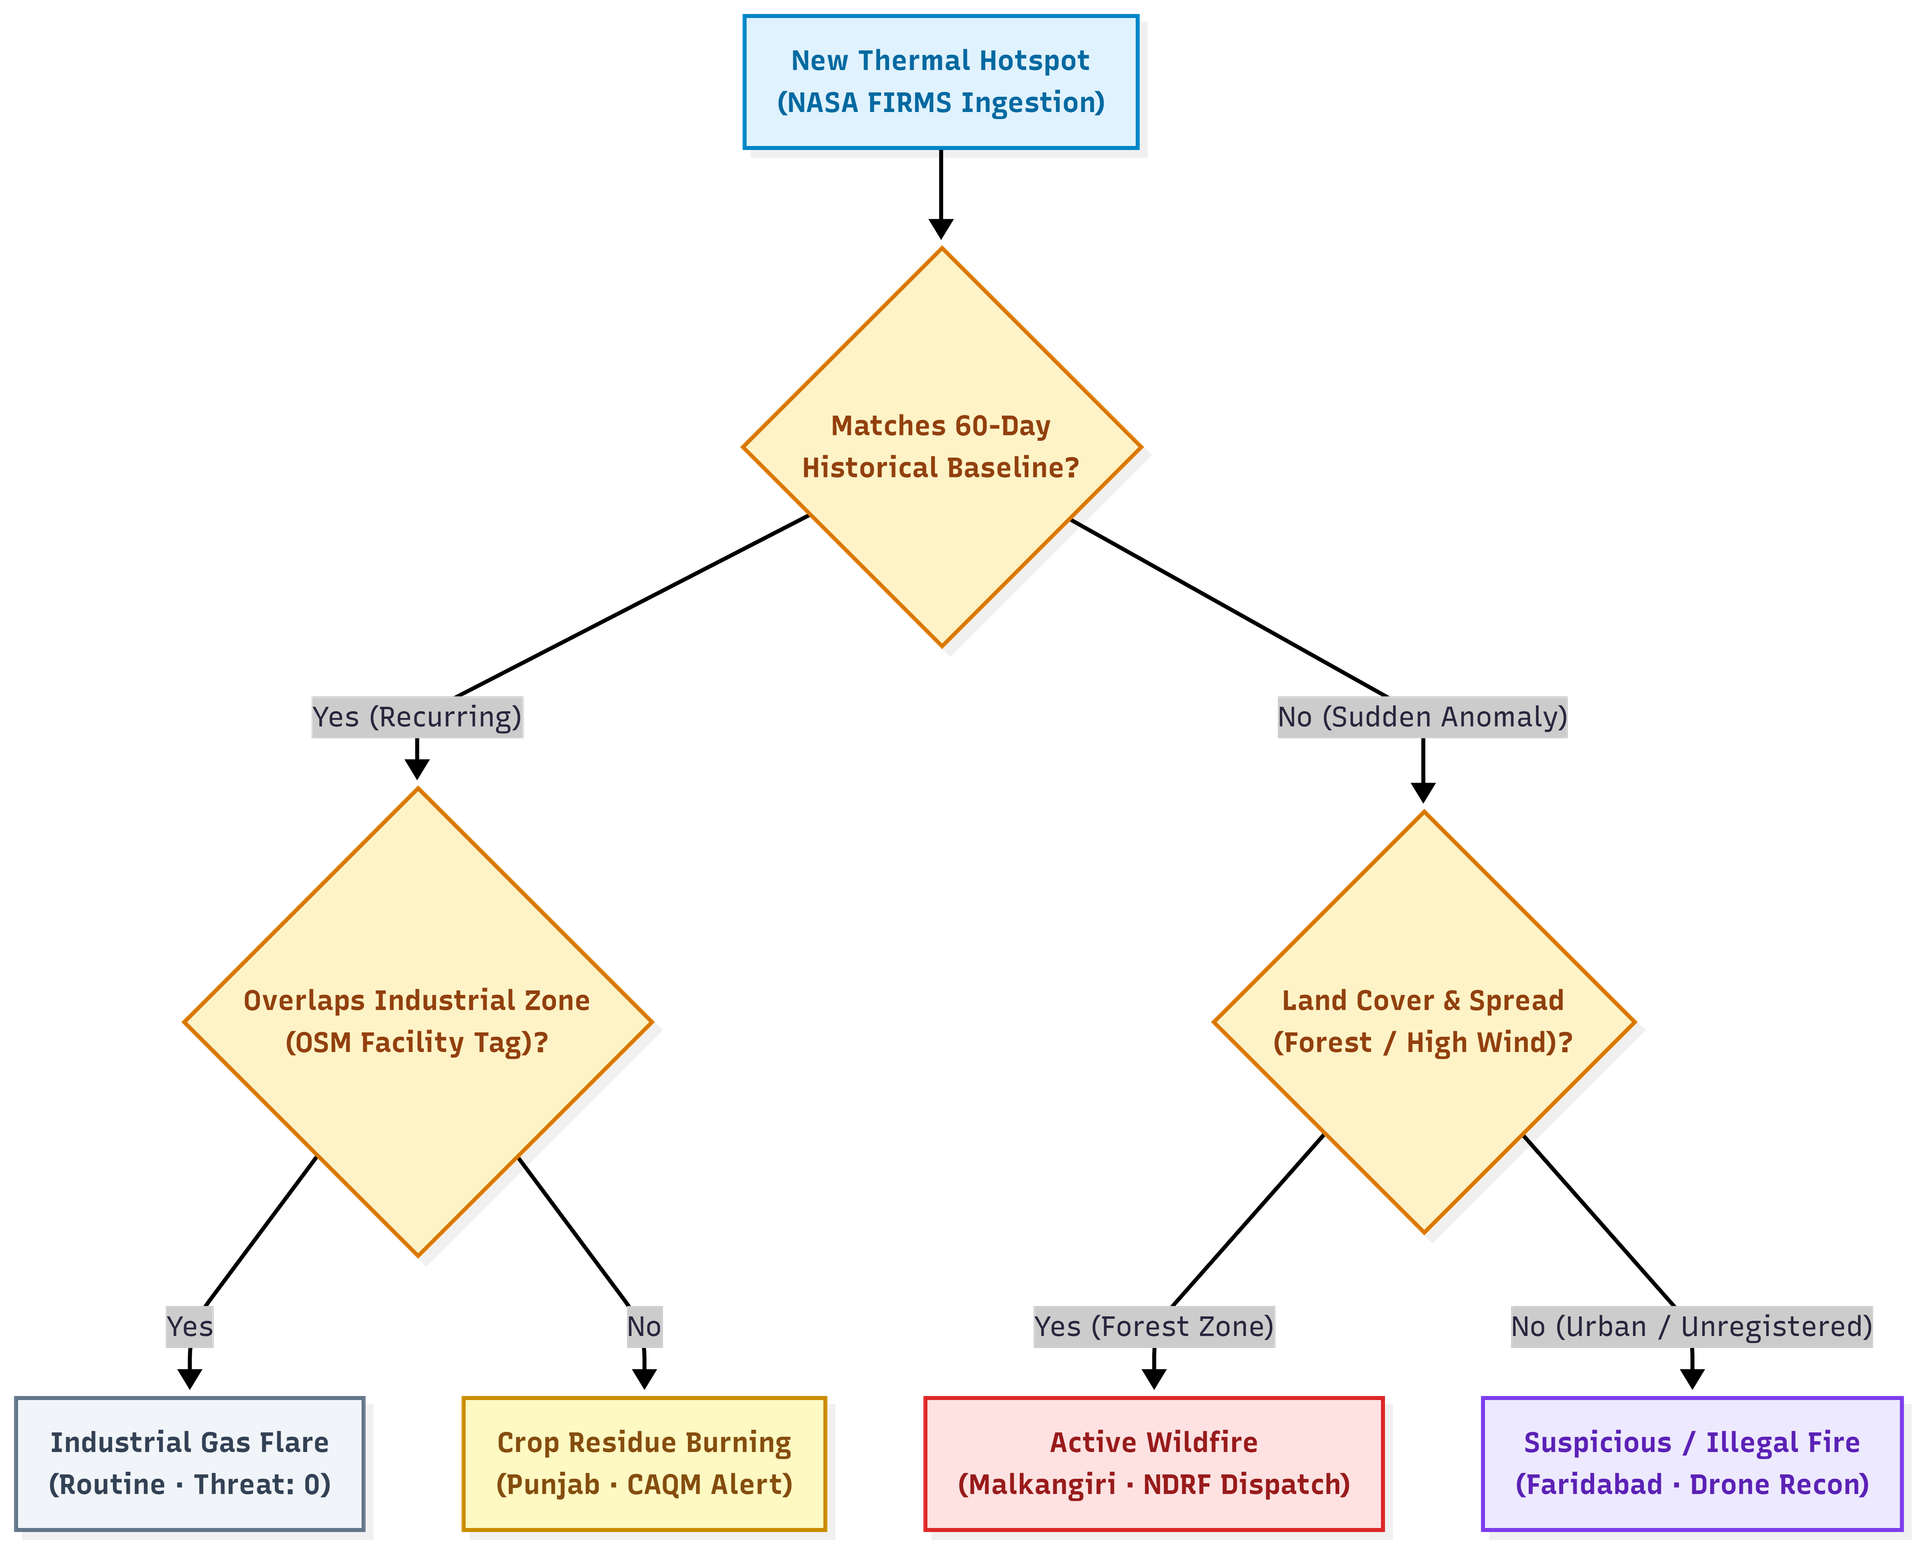 New Thermal Hotspot
(NASA FIRMS Ingestion)
Matches 60-Day
Historical Baseline?
Yes (Recurring)
No (Sudden Anomaly)
Overlaps Industrial Zone
(OSM Facility Tag)?
Land Cover & Spread
(Forest / High Wind)?
Yes
No
Yes (Forest Zone)
No (Urban / Unregistered)
Industrial Gas Flare
(Routine · Threat: 0)
Crop Residue Burning
(Punjab · CAQM Alert)
Active Wildfire
(Malkangiri · NDRF Dispatch)
Suspicious / Illegal Fire
(Faridabad · Drone Recon)